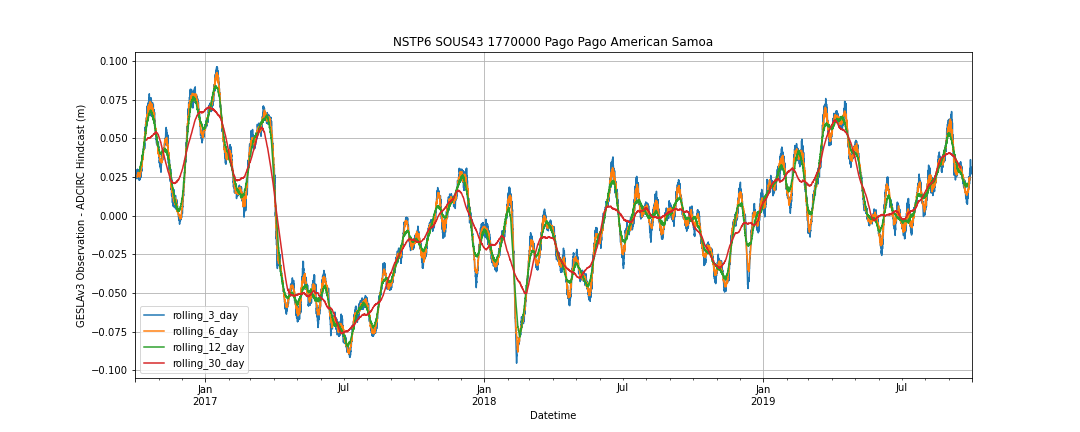 NSTP6 SOUS43 1770000 Pago Pago American Samoa
GESLAv3 Observation - ADCIRC Hindcast (m)
0.100
0.075
0.050
0.025
0.000
−0.025
−0.050
−0.075
−0.100
rolling_3_day
rolling_6_day
rolling_12_day
rolling_30_day
Jan
2017
Jul
Jan
2018
Jul
Jan
2019
Jul
Datetime